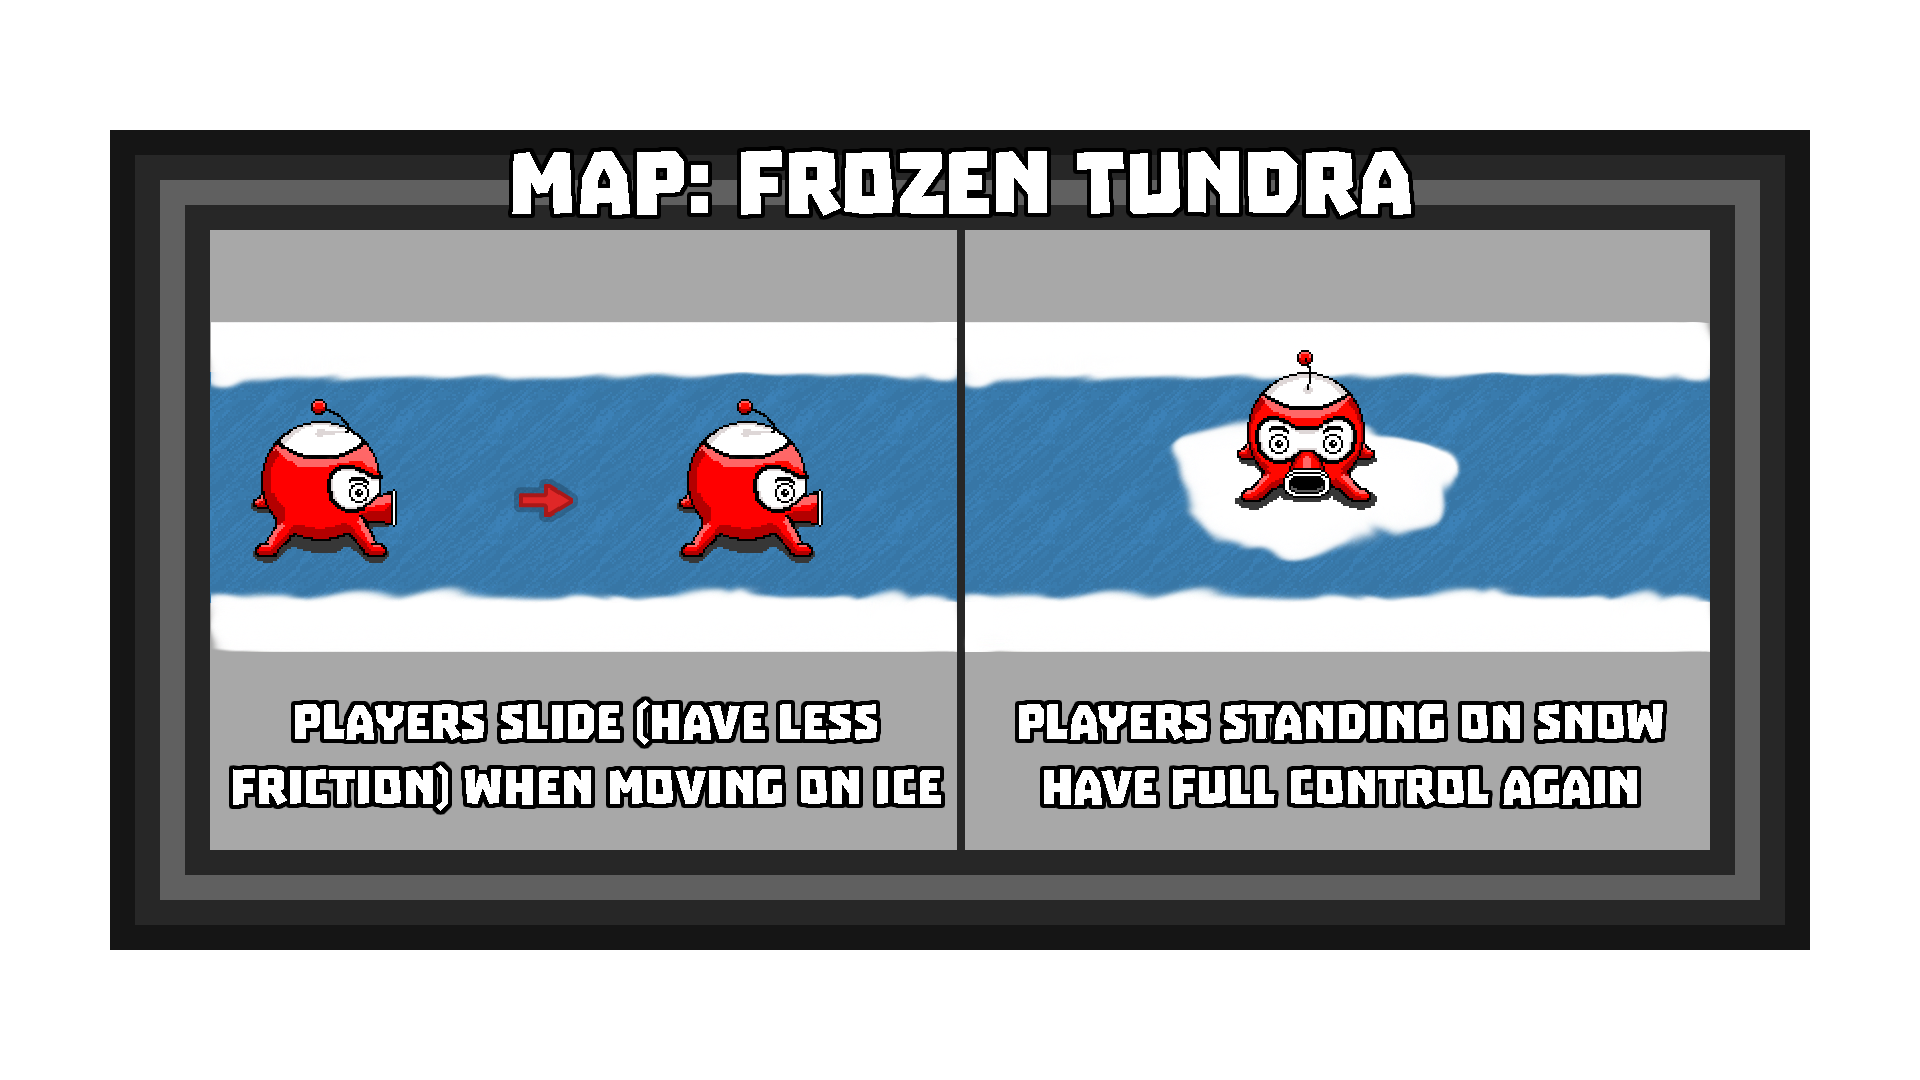 MAP: FROZEN TUNDRA
PLAYERS SLIDE (HAVE LESS
FRICTION) WHEN MOVING ON ICE
PLAYERS STANDING ON SNOW
HAVE FULL CONTROL AGAIN